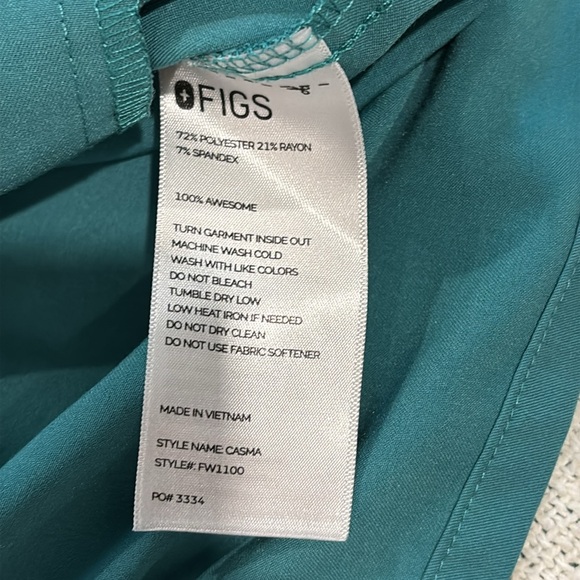 FIGS
72% POLYESTER 21% RAYON
7% SPANDEX
100% AWESOME
TURN GARMENT INSIDE OUT
MACHINE WASH COLD
WASH WITH LIKE COLORS
DO NOT BLEACH
TUMBLE DRY LOW
LOW HEAT IRON IF NEEDED
DO NOT DRY CLEAN
DO NOT USE FABRIC SOFTENER
MADE IN VIETNAM
STYLE NAME: CASMA
STYLE#: FW1100
PO# 3334